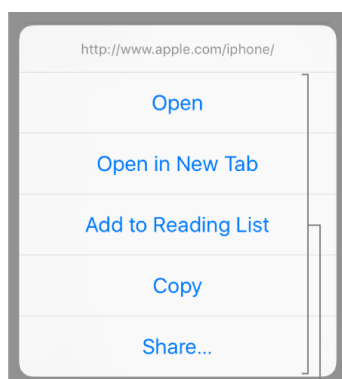 http://www.apple.com/iphone/
Open
Open in New Tab
Add to Reading List
Copy
Share...